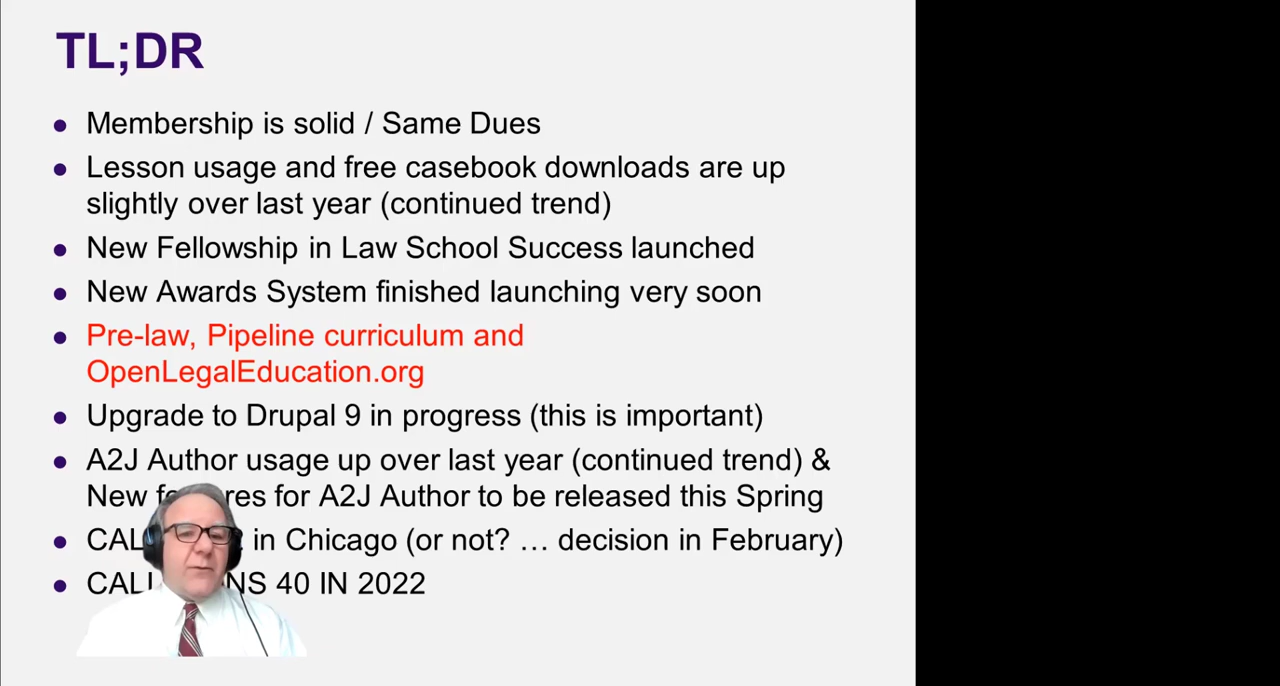 TL;DR
Membership is solid / Same Dues
Lesson usage and free casebook downloads are up
slightly over last year (continued trend)
New Fellowship in Law School Success launched
New Awards System finished launching very soon
Pre-law, Pipeline curriculum and
OpenLegalEducation.org
Upgrade to Drupal 9 in progress (this is important)
A2J Author usage up over last year (continued trend) &
New for A2J Author to be released this Spring
in Chicago (or not? … decision in February)
40 IN 2022